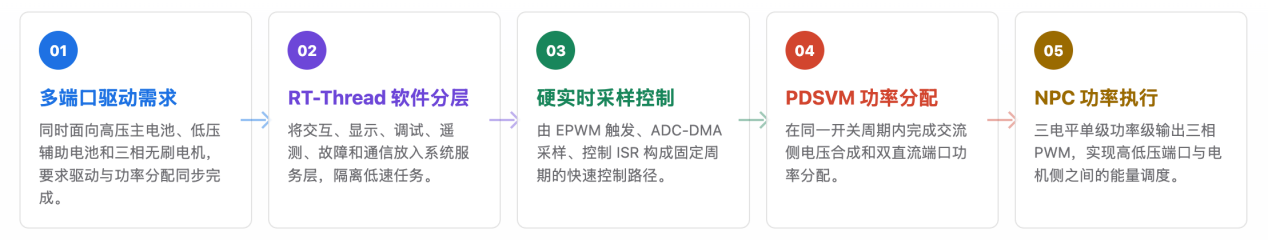 01
多端口驱动需求
同时面向高压主电池、低压
辅助电池和三相无刷电机，
要求驱动与功率分配同步完
成。
02
RT-Thread 软件分层
将交互、显示、调试、遥
测、故障和通信放入系统服
务层，隔离低速任务。
03
硬实时采样控制
由 EPWM 触发、ADC-DMA
采样、控制 ISR 构成固定周
期的快速控制路径。
04
PDSVM 功率分配
在同一开关周期内完成交流
侧电压合成和双直流端口功
率分配。
05
NPC 功率执行
三电平单级功率级输出三相
PWM，实现高低压端口与电
机侧之间的能量调度。